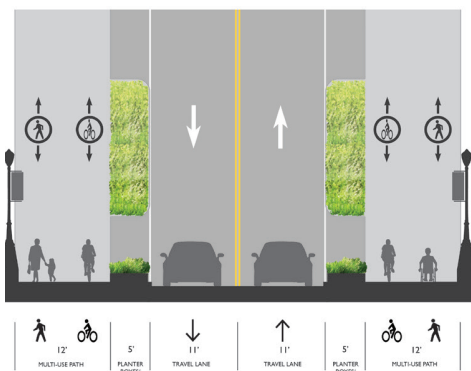 12' 5' 11' 11' 5' 12'
MULTI-USE PATH PLANTER TRAVEL LANE TRAVEL LANE PLANTER MULTI-USE PATH